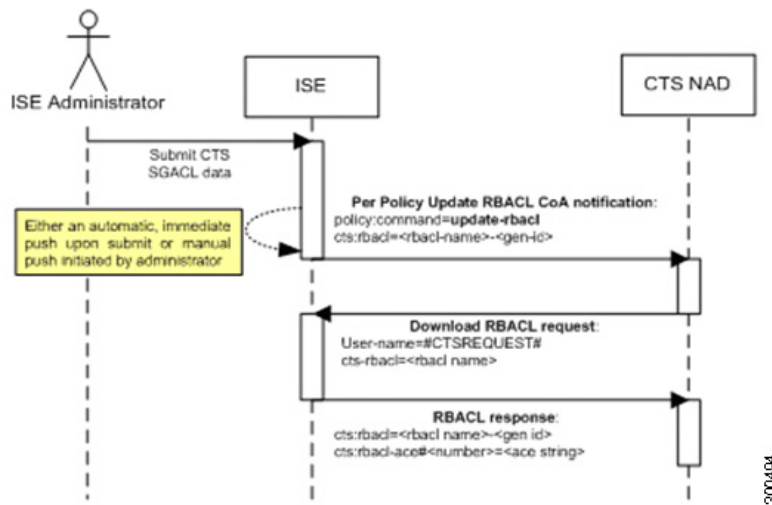 ISE Administrator
ISE
CTS NAD
Submit CTS
SGACL data
Either an automatic, immediate
push upon submit or manual
push initiated by administrator
Per Policy Update RBACL CoA notification:
policy:command=update-rbacl
cts:rbacl=<rbacl-name>-<gen-id>
Download RBACL request:
User-name=#CTSREQUEST#
cts-rbacl=<rbacl name>
RBACL response:
cts:rbacl=<rbacl name>-<gen id>
cts:rbacl-ace#<number>=<ace string>
300494